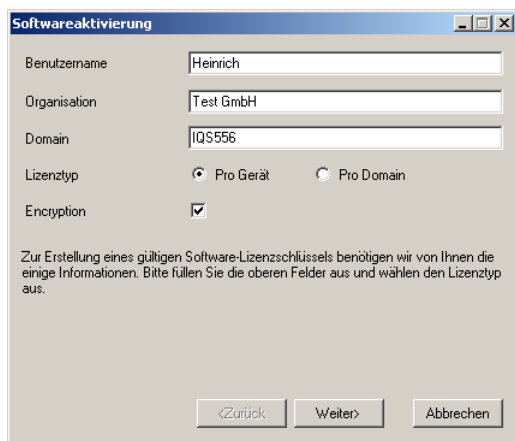 Softwareaktivierung
Benutzername Heinrich
Organisation Test GmbH
Domain IQS556
Lizenztyp Pro Gerät Pro Domain
Encryption
Zur Erstellung eines gültigen Software-Lizenzschlüssels benötigen wir von Ihnen die
einige Informationen. Bitte füllen Sie die oberen Felder aus und wählen den Lizenztyp
aus.
<Zurück Weiter> Abbrechen